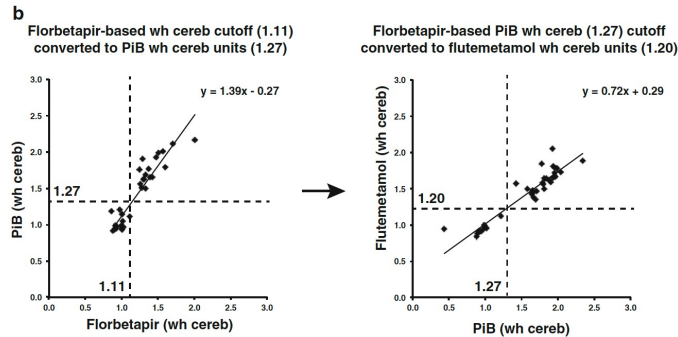 b
Florbetapir-based wh cereb cutoff (1.11)
converted to PiB wh cereb units (1.27)
y = 1.39x - 0.27
3.0
2.5
2.0
1.5
1.0
0.5
0.0
1.27
1.11
PiB (wh cereb)
0.0 0.5 1.0 1.5 2.0 2.5 3.0
Florbetapir (wh cereb)
Florbetapir-based PiB wh cereb (1.27) cutoff
converted to flutemetamol wh cereb units (1.20)
y = 0.72x + 0.29
3.0
2.5
2.0
1.5
1.0
0.5
0.0
1.20
1.27
Flutemetamol (wh cereb)
0.0 0.5 1.0 1.5 2.0 2.5 3.0
PiB (wh cereb)